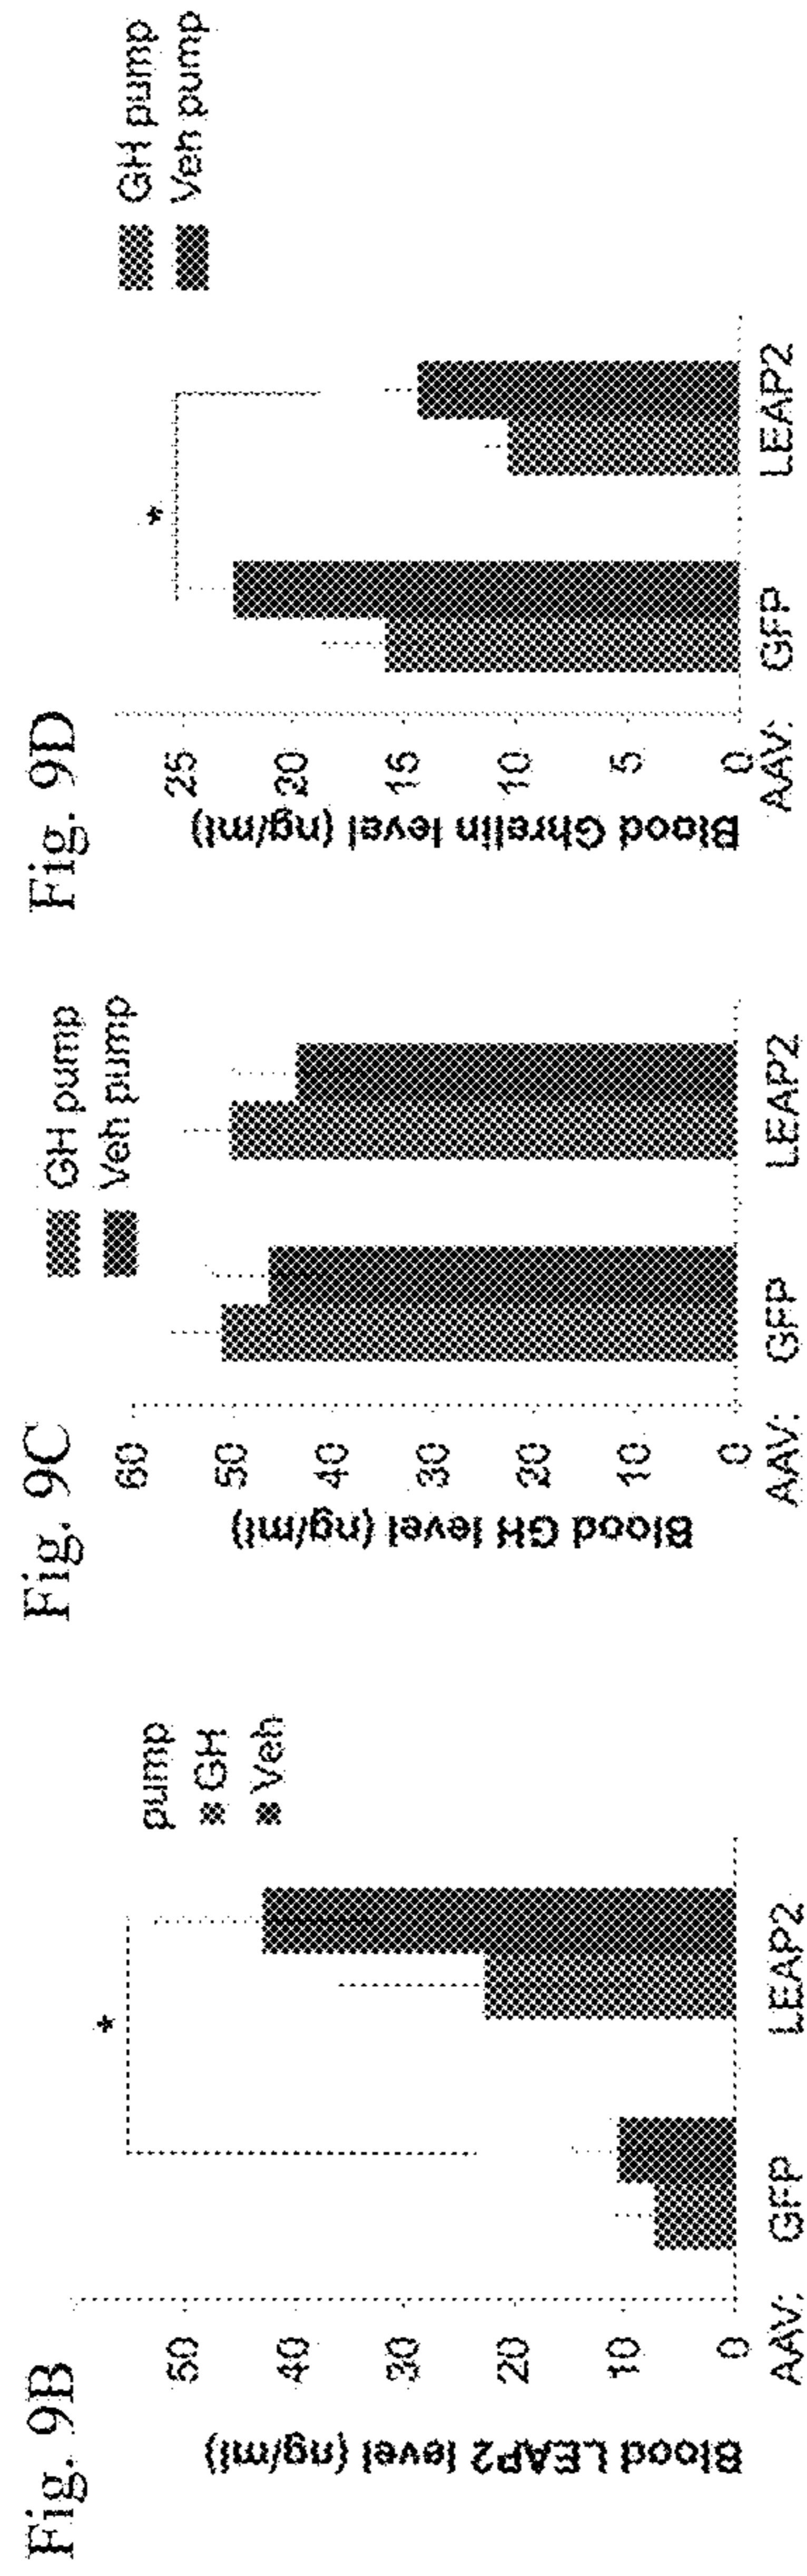 Fig. 9B
Blood LEAP2 level (ng/ml)
50
40
30
20
10
0
pump
GH
Veh
*
AAV: GFP LEAP2
Fig. 9C
Blood GH level (ng/ml)
60
50
40
30
20
10
0
GH pump
Veh pump
AAV: GFP LEAP2
Fig. 9D
Blood Ghrelin level (ng/ml)
25
20
15
10
5
0
GH pump
Veh pump
*
AAV: GFP LEAP2